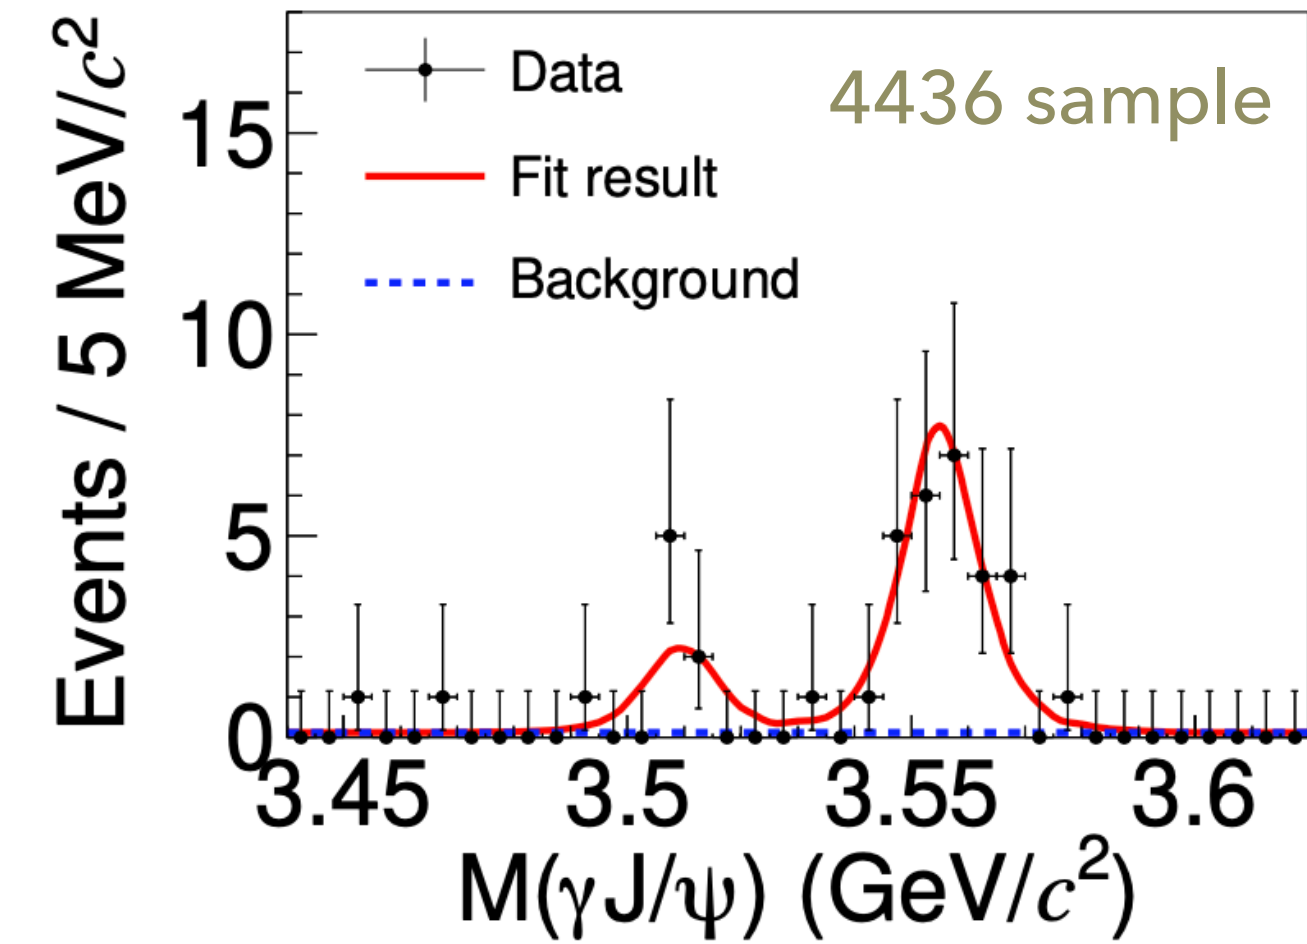 Events / 5 MeV/c²
15
10
5
0
Data
Fit result
Background
4436 sample
3.45 3.5 3.55 3.6
M(γJ/ψ) (GeV/c²)